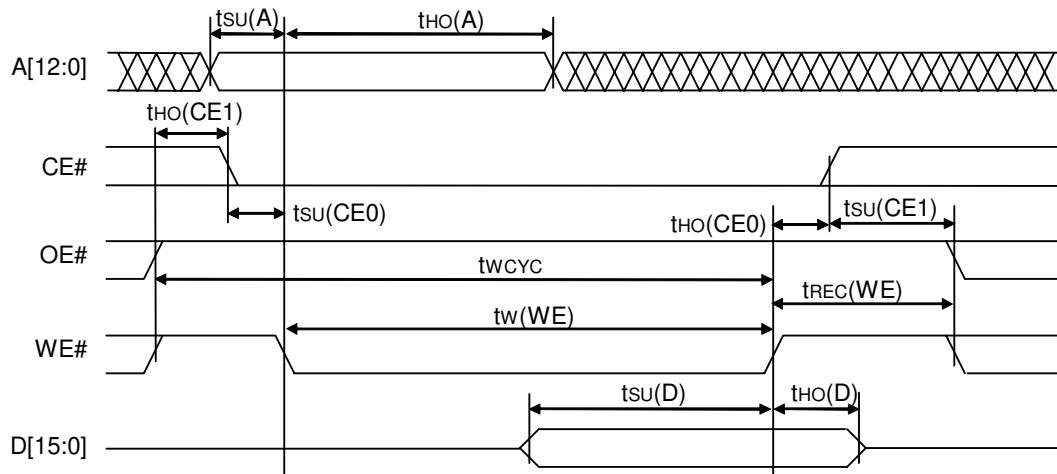 tSU(A)
tHO(A)
A[12:0]
tHO(CE1)
CE#
tSU(CE0)
tHO(CE0)
tSU(CE1)
OE#
tWCYC
tREC(WE)
tW(WE)
WE#
tSU(D)
tHO(D)
D[15:0]